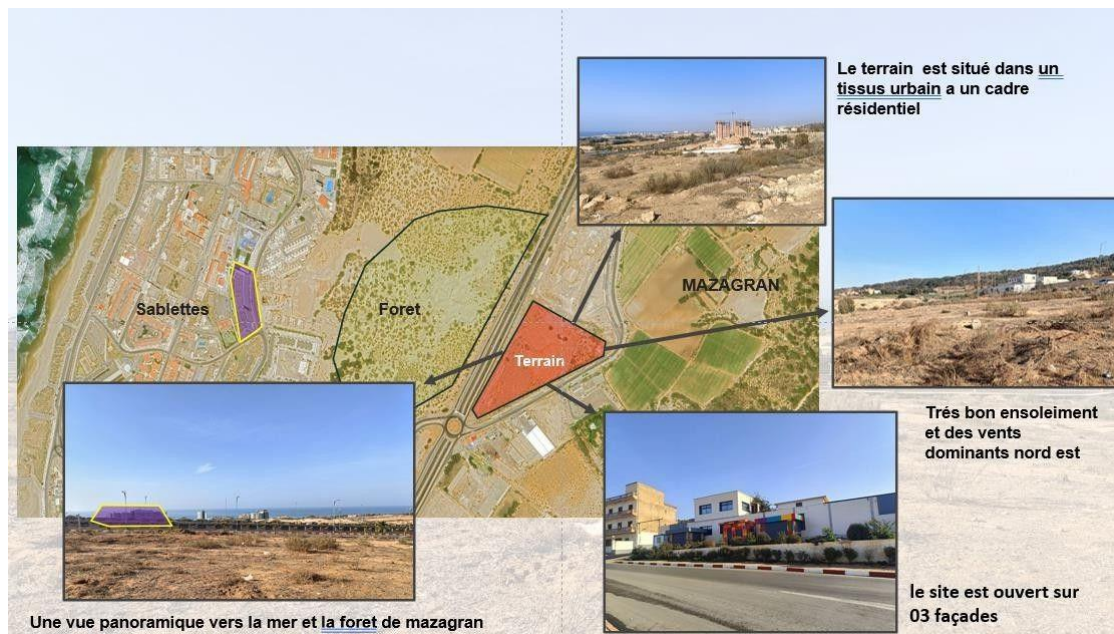 Le terrain est situé dans un
tissus urbain a un cadre
résidentiel
Sablettes
Foret
MAZAGRAN
Terrain
Trés bon ensoleiment
et des vents
dominants nord est
le site est ouvert sur
03 façades
Une vue panoramique vers la mer et la foret de mazagran